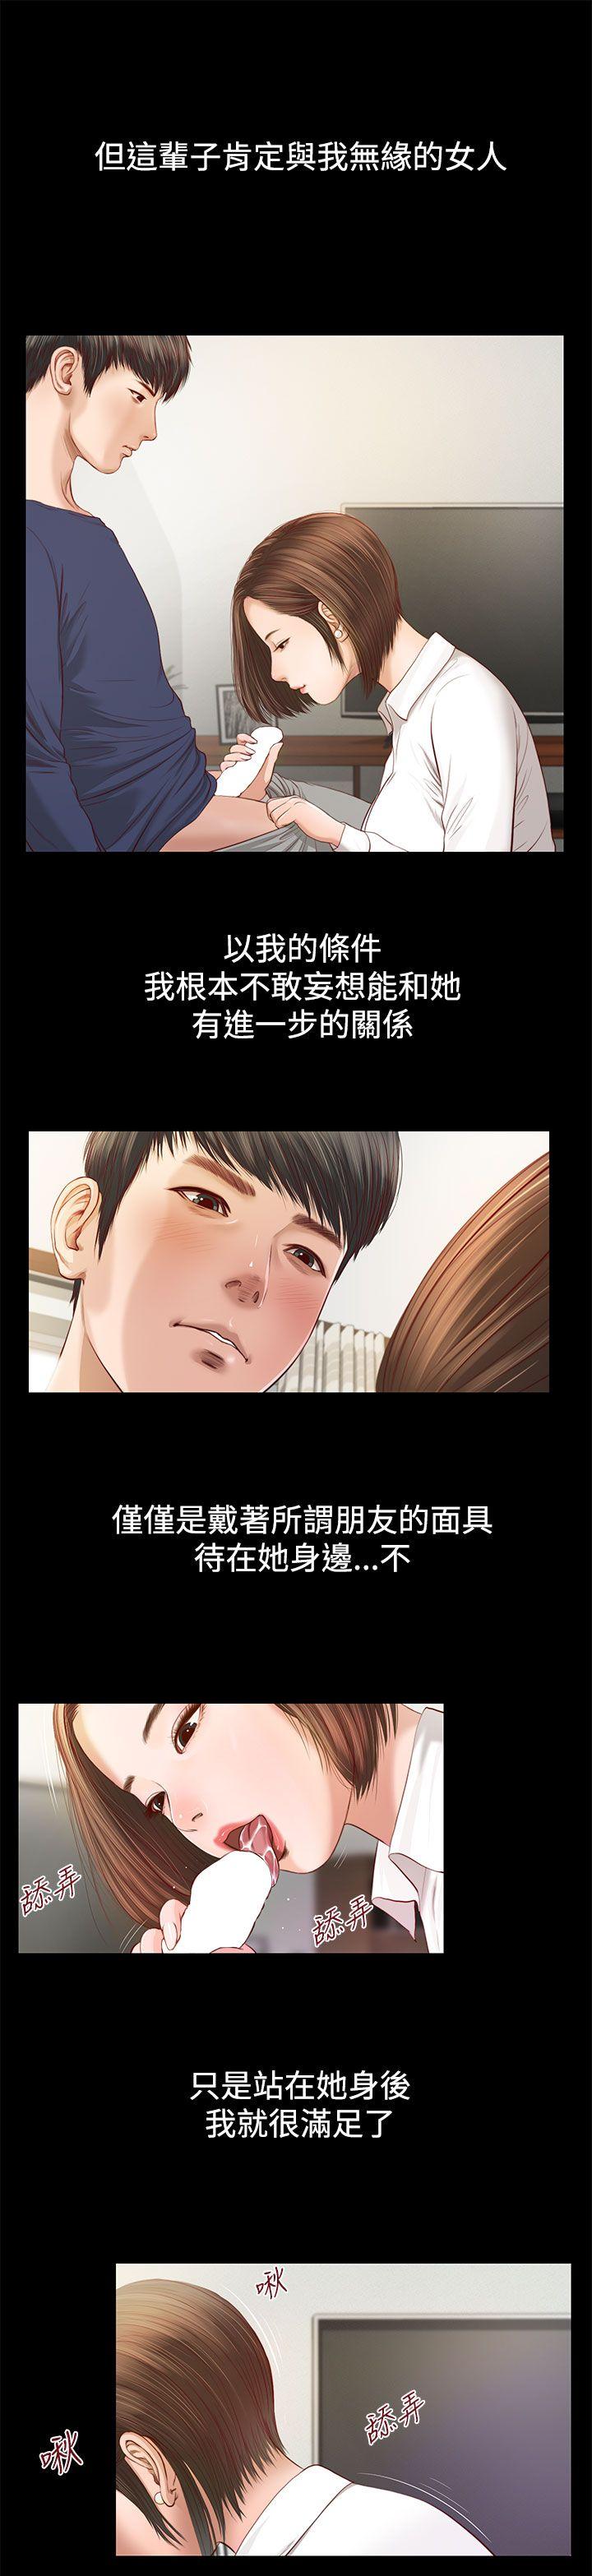 但這輩子肯定與我無緣的女人
以我的條件
我根本不敢妄想能和她
有進一步的關係
僅僅是戴著所謂朋友的面具
待在她身邊...不
舔弄
舔弄
只是站在她身後
我就很滿足了
啾
舔弄
啾